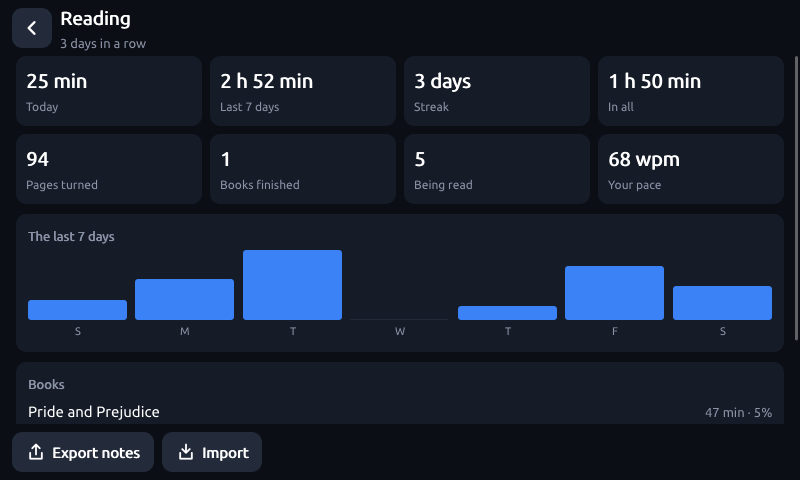 Reading
3 days in a row
25 min
Today
2 h 52 min
Last 7 days
3 days
Streak
1 h 50 min
In all
94
Pages turned
1
Books finished
5
Being read
68 wpm
Your pace
The last 7 days
S M T W T F S
Books
Pride and Prejudice 47 min · 5%
Export notes Import